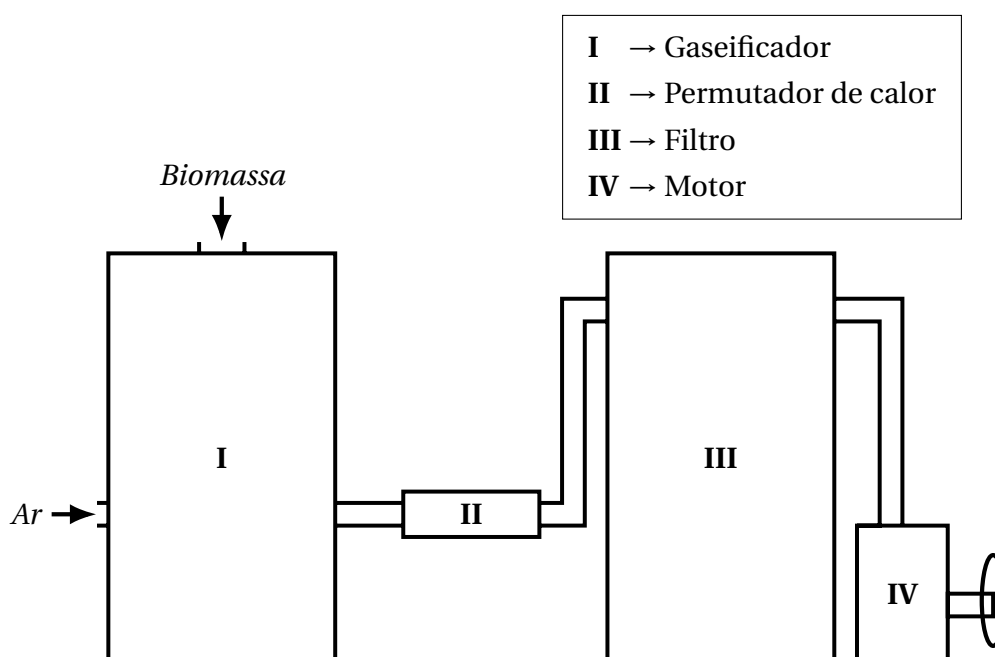 I → Gaseificador
II → Permutador de calor
III → Filtro
IV → Motor
Biomassa
I
III
Ar
II
IV